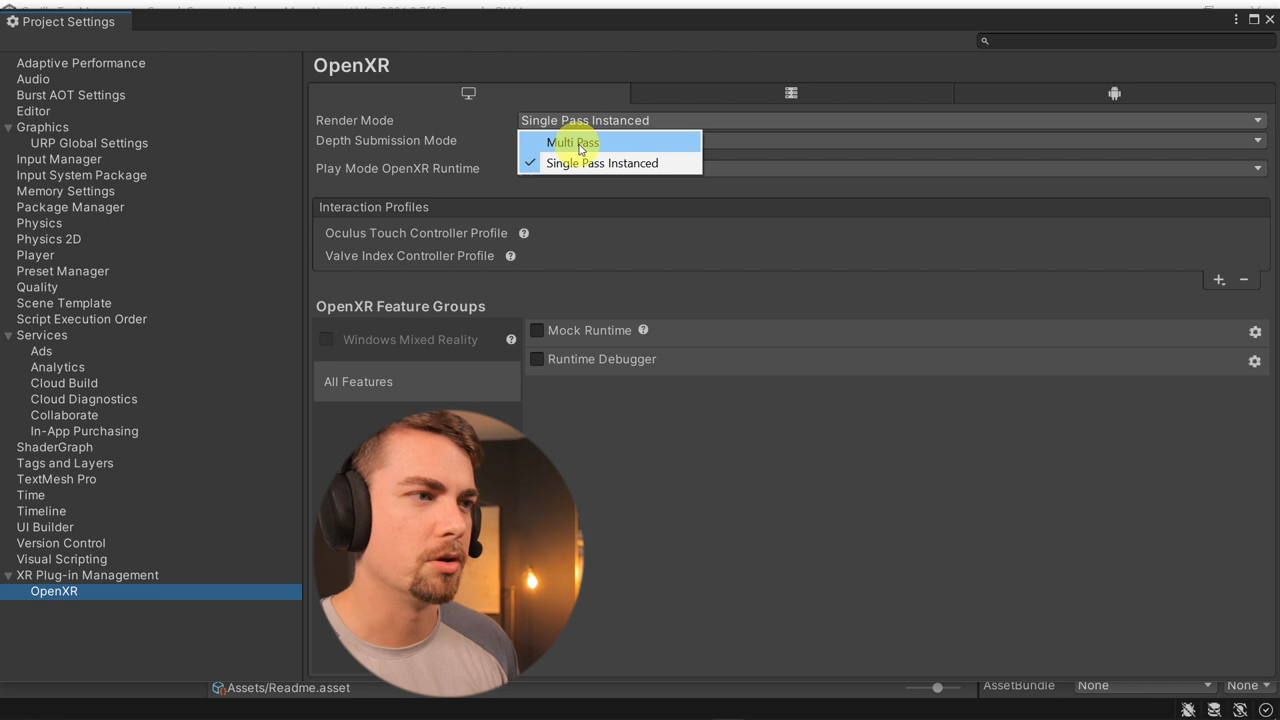 Project Settings
Adaptive Performance
Audio
Burst AOT Settings
Editor
Graphics
URP Global Settings
Input Manager
Input System Package
Memory Settings
Package Manager
Physics
Physics 2D
Player
Preset Manager
Quality
Scene Template
Script Execution Order
Services
Ads
Analytics
Cloud Build
Cloud Diagnostics
Collaborate
In-App Purchasing
ShaderGraph
Tags and Layers
TextMesh Pro
Time
Timeline
UI Builder
Version Control
Visual Scripting
XR Plug-in Management
OpenXR
OpenXR
Render Mode Single Pass Instanced
Depth Submission Mode
Multi Pass
Single Pass Instanced
Play Mode OpenXR Runtime
Interaction Profiles
Oculus Touch Controller Profile
Valve Index Controller Profile
OpenXR Feature Groups
Windows Mixed Reality
All Features
Mock Runtime
Runtime Debugger
Assets/Readme.asset
AssetBundle None None